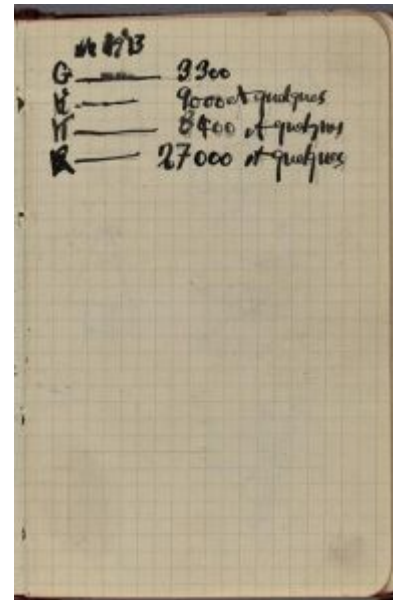 G — 3300
— 9000 et quelques
— 8400 et quelques
R — 27000 et quelques